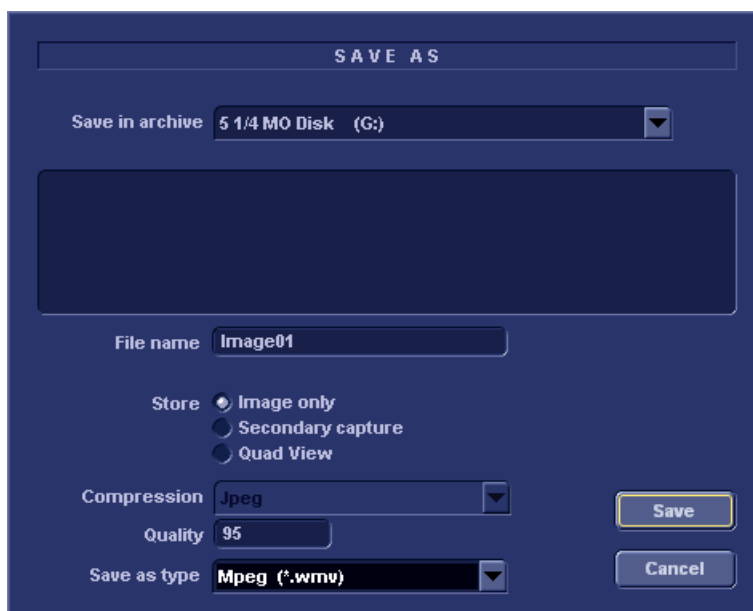 SAVE AS
Save in archive 5 1/4 MO Disk (G:)
File name Image01
Store Image only
Secondary capture
Quad View
Compression Jpeg
Save
Quality 95
Save as type Mpeg (*.wmv)
Cancel